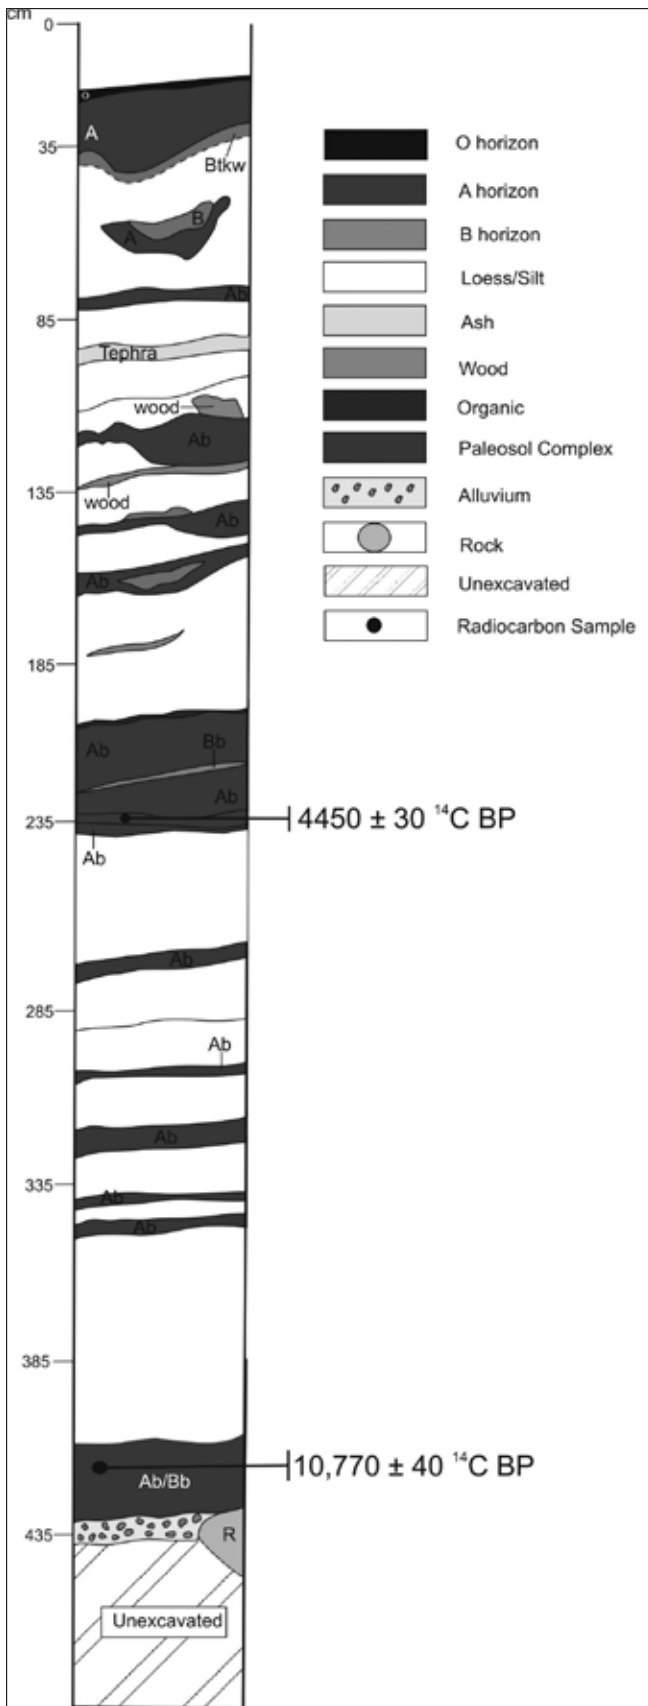 cm
0
O
A
35
Btkw
B
A
Ab
85
Tephra
wood
Ab
135
wood
Ab
Ab
185
Ab
Bb
Ab
235
4450 ± 30 ¹⁴C BP
Ab
Ab
285
Ab
Ab
335
Ab
Ab
385
10,770 ± 40 ¹⁴C BP
Ab/Bb
435
R
Unexcavated
O horizon
A horizon
B horizon
Loess/Silt
Ash
Wood
Organic
Paleosol Complex
Alluvium
Rock
Unexcavated
Radiocarbon Sample